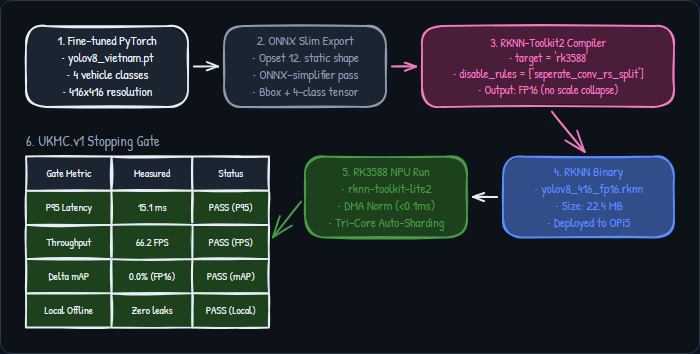 1. Fine-tuned PyTorch
- yolov8_vietnam.pt
- 4 vehicle classes
- 416x416 resolution
2. ONNX Slim Export
- Opset 12. static shape
- ONNX-simplifier pass
- Bbox + 4-class tensor
3. RKNN-Toolkit2 Compiler
- target = 'rk3588'
- disable_rules = ['seperate_conv_rs_split']
- Output: FP16 (no scale collapse)
4. RKNN Binary
- yolov8_416_fp16.rknn
- Size: 22.4 MB
- Deployed to OPi5
5. RK3588 NPU Run
- rknn-toolkit-lite2
- DMA Norm (<0.1ms)
- Tri-Core Auto-Sharding
6. UKMC.v1 Stopping Gate
Gate Metric Measured Status
P95 Latency 15.1 ms PASS (P95)
Throughput 66.2 FPS PASS (FPS)
Delta mAP 0.0% (FP16) PASS (mAP)
Local Offline Zero leaks PASS (Local)